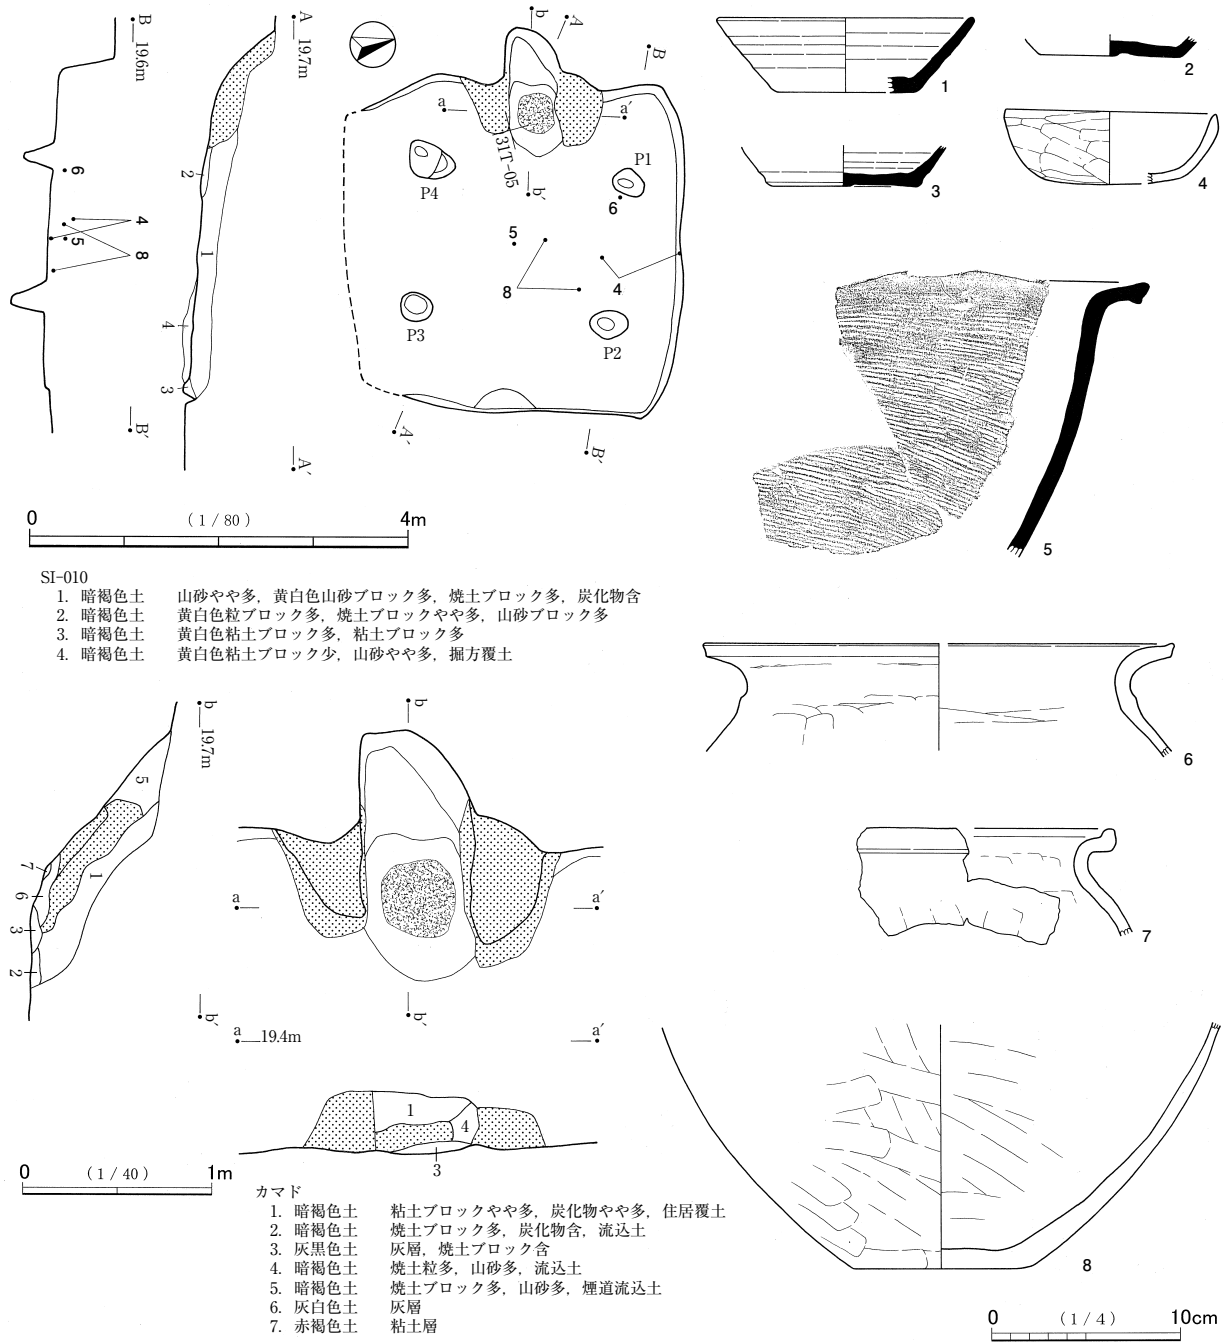 B
19.6m
A
19.7m
b
A
B
a
a´
31T-05
b´
P4
P1
6
5
8
4
P3
P2
A´
B´
6
4
5
8
B´
2
1
4
3
A´
1
2
3
4
5
6
7
8
0 （1／80） 4m
SI-010
1. 暗褐色土 山砂やや多，黄白色山砂ブロック多，焼土ブロック多，炭化物含
2. 暗褐色土 黄白色粒ブロック多，焼土ブロックやや多，山砂ブロック多
3. 暗褐色土 黄白色粘土ブロック多，粘土ブロック多
4. 暗褐色土 黄白色粘土ブロック少，山砂やや多，掘方覆土
b
19.7m
5
7
1
6
3
2
b´
b
a
a´
b´
a
19.4m
a´
1
4
3
0 （1／40） 1m
カマド
1. 暗褐色土 粘土ブロックやや多，炭化物やや多，住居覆土
2. 暗褐色土 焼土ブロック多，炭化物含，流込土
3. 灰黒色土 灰層，焼土ブロック含
4. 暗褐色土 焼土粒多，山砂多，流込土
5. 暗褐色土 焼土ブロック多，山砂多，煙道流込土
6. 灰白色土 灰層
7. 赤褐色土 粘土層
0 （1／4） 10cm